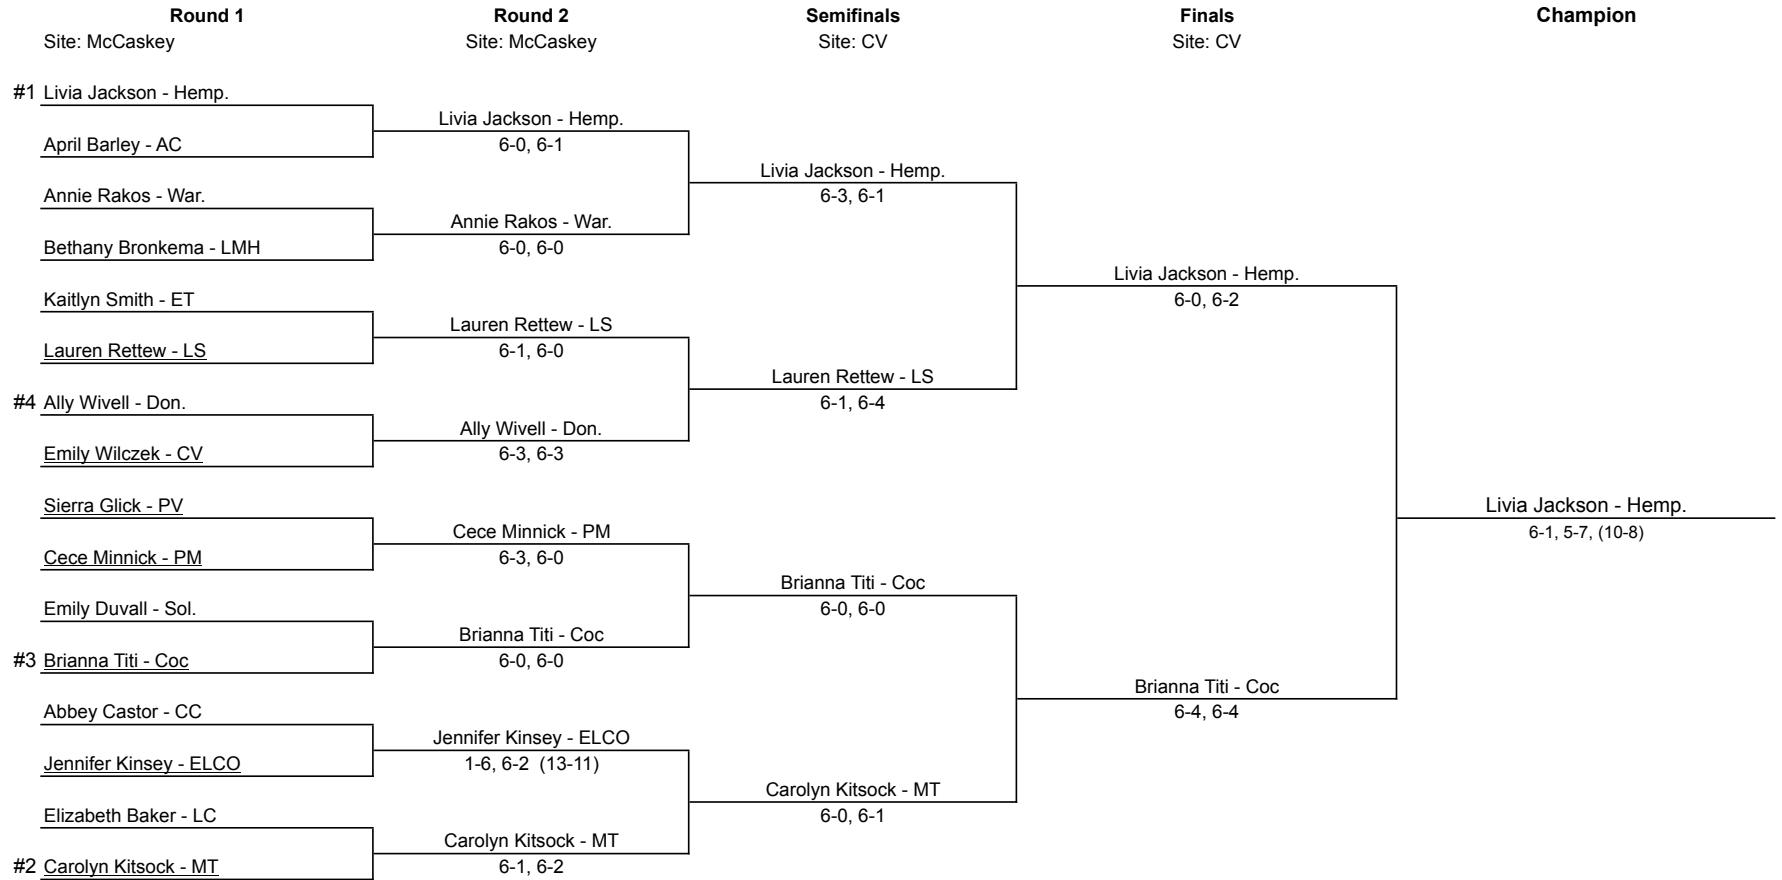 Round 1 Round 2 Semifinals Finals Champion
Site: McCaskey Site: McCaskey Site: CV Site: CV
#1 Livia Jackson - Hemp.
Livia Jackson - Hemp.
April Barley - AC 6-0, 6-1
Livia Jackson - Hemp.
Annie Rakos - War. 6-3, 6-1
Annie Rakos - War.
Bethany Bronkema - LMH 6-0, 6-0
Livia Jackson - Hemp.
Kaitlyn Smith - ET 6-0, 6-2
Lauren Rettew - LS
Lauren Rettew - LS 6-1, 6-0
Lauren Rettew - LS
#4 Ally Wivell - Don. 6-1, 6-4
Ally Wivell - Don.
Emily Wilczek - CV 6-3, 6-3
Sierra Glick - PV Livia Jackson - Hemp.
Cece Minnick - PM 6-1, 5-7, (10-8)
Cece Minnick - PM 6-3, 6-0
Brianna Titi - Coc
Emily Duvall - Sol. 6-0, 6-0
Brianna Titi - Coc
#3 Brianna Titi - Coc 6-0, 6-0
Brianna Titi - Coc
Abbey Castor - CC 6-4, 6-4
Jennifer Kinsey - ELCO
Jennifer Kinsey - ELCO 1-6, 6-2 (13-11)
Carolyn Kitsock - MT
Elizabeth Baker - LC 6-0, 6-1
Carolyn Kitsock - MT
#2 Carolyn Kitsock - MT 6-1, 6-2